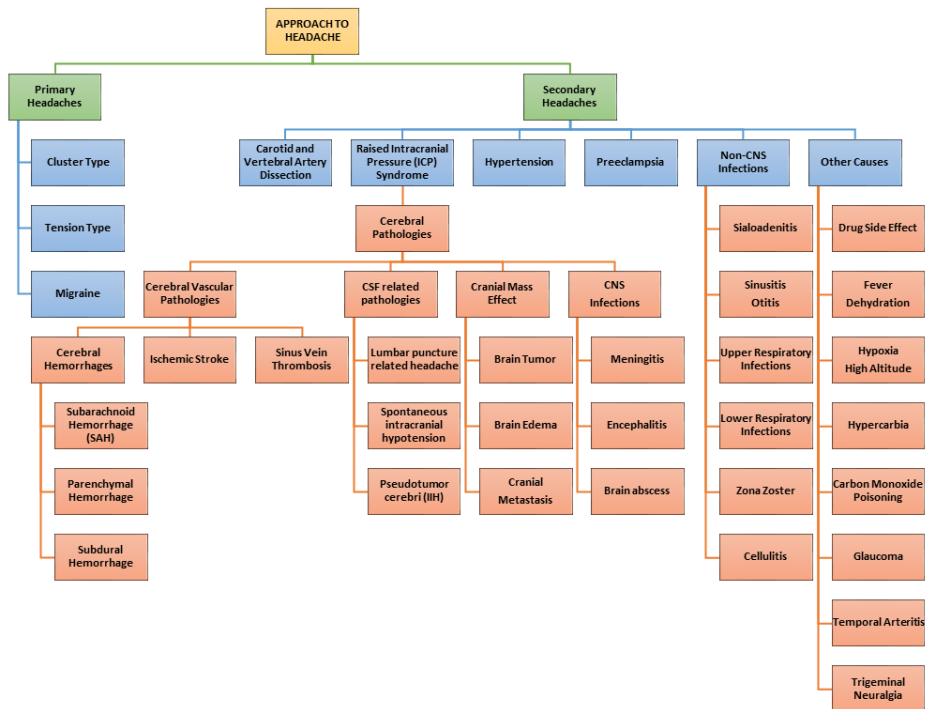 APPROACH TO
HEADACHE
Primary
Headaches
Secondary
Headaches
Cluster Type
Tension Type
Migraine
Carotid and
Vertebral Artery
Dissection
Raised Intracranial
Pressure (ICP)
Syndrome
Hypertension
Preeclampsia
Non-CNS
Infections
Other Causes
Cerebral
Pathologies
Cerebral Vascular
Pathologies
CSF related
pathologies
Cranial Mass
Effect
CNS
Infections
Cerebral
Hemorrhages
Ischemic Stroke
Sinus Vein
Thrombosis
Subarachnoid
Hemorrhage
(SAH)
Parenchymal
Hemorrhage
Subdural
Hemorrhage
Lumbar puncture
related headache
Spontaneous
intracranial
hypotension
Pseudotumor
cerebri (IIH)
Brain Tumor
Brain Edema
Cranial
Metastasis
Meningitis
Encephalitis
Brain abscess
Sialoadenitis
Sinusitis
Otitis
Upper Respiratory
Infections
Lower Respiratory
Infections
Zona Zoster
Cellulitis
Drug Side Effect
Fever
Dehydration
Hypoxia
High Altitude
Hypercarbia
Carbon Monoxide
Poisoning
Glaucoma
Temporal Arteritis
Trigeminal
Neuralgia